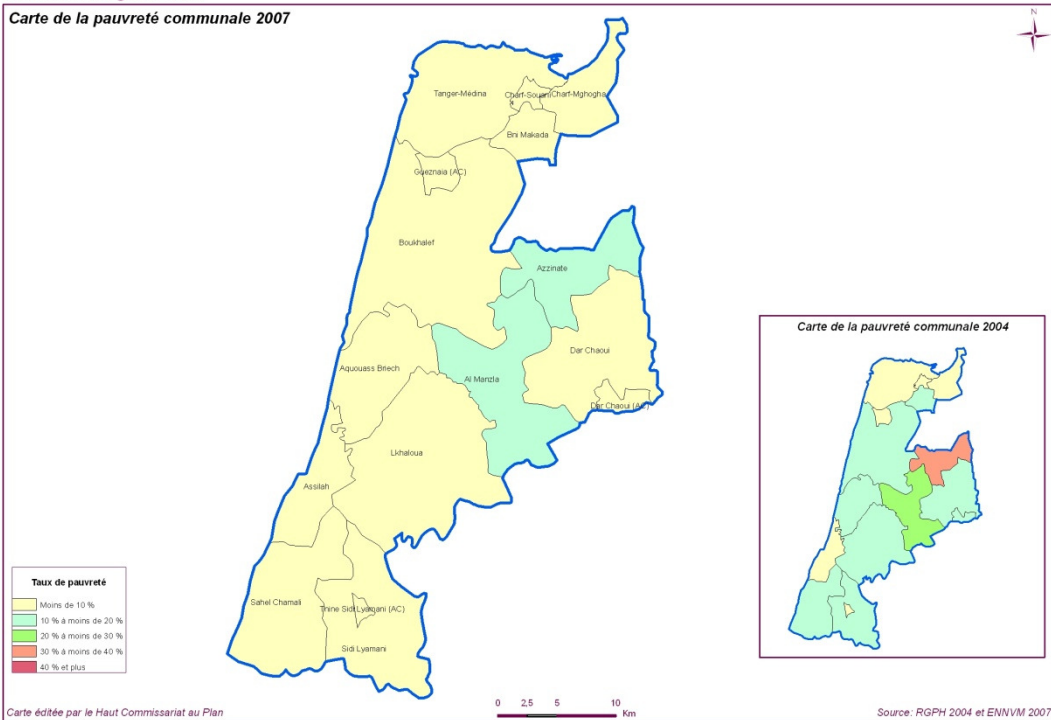 Carte de la pauvreté communale 2007
N
Tanger-Médina
Charf-Souani
Charf-Mghogha
Bni Makada
Gueznaia (AC)
Boukhalef
Azzinate
Dar Chaoui
Aquouass Briech
Al Manzla
Dar Chaoui (AC)
Lkhaloua
Assilah
Sahel Chamali
Tnine Sidi Lyamani (AC)
Sidi Lyamani
Carte de la pauvreté communale 2004
Taux de pauvreté
Moins de 10 %
10 % à moins de 20 %
20 % à moins de 30 %
30 % à moins de 40 %
40 % et plus
0 2,5 5 10
Km
Carte éditée par le Haut Commissariat au Plan
Source: RGPH 2004 et ENNVM 2007